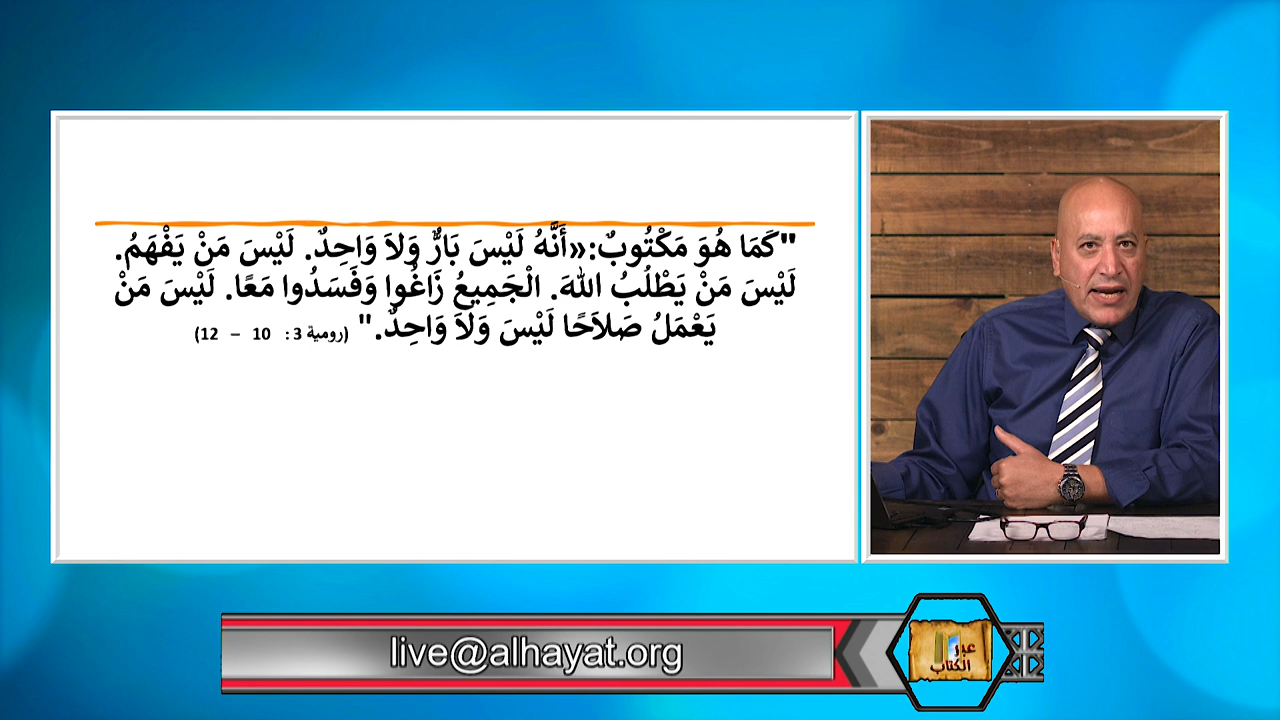 "كَمَا هُوَ مَكْتُوبٌ:«أَنَّهُ لَيْسَ بَارٌّ وَلاَ وَاحِدٌ. لَيْسَ مَنْ يَفْهَمُ.
لَيْسَ مَنْ يَطْلُبُ اللهَ. الْجَمِيعُ زَاغُوا وَفَسَدُوا مَعًا. لَيْسَ مَنْ
يَعْمَلُ صَلاَحًا لَيْسَ وَلاَ وَاحِدٌ." (رومية 3 : 10 – 12)
live@alhayat.org
عبر
الكتاب